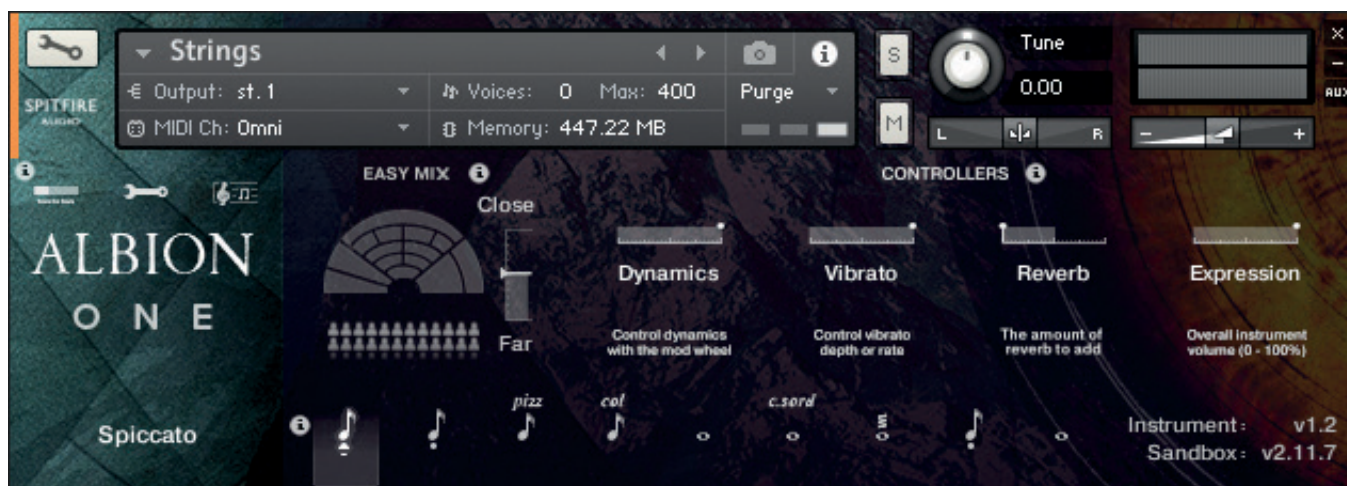 Strings
Output: st.1
Voices: 0 Max: 400
Purge
MIDI Ch: Omni
Memory: 447.22 MB
S
M
Tune
0.00
L
R
-
+
×
-
AUX
SPITFIRE
AUDIO
EASY MIX
CONTROLLERS
Close
Far
ALBION
ONE
Dynamics
Control dynamics
with the mod wheel
Vibrato
Control vibrato
depth or rate
Reverb
The amount of
reverb to add
Expression
Overall instrument
volume (0 - 100%)
Spiccato
pizz
col
c.sord
Instrument: v1.2
Sandbox: v2.11.7